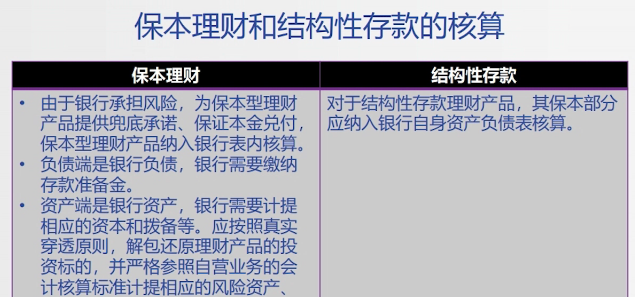 保本理财和结构性存款的核算
保本理财
结构性存款
• 由于银行承担风险，为保本型理财
产品提供兜底承诺、保证本金兑付，
保本型理财产品纳入银行表内核算。
• 负债端是银行负债，银行需要缴纳
存款准备金。
• 资产端是银行资产，银行需要计提
相应的资本和拨备等。应按照真实
穿透原则，解包还原理财产品的投
资标的，并严格参照自营业务的会
计核算标准计提相应的风险资产、
对于结构性存款理财产品，其保本部分
应纳入银行自身资产负债表核算。